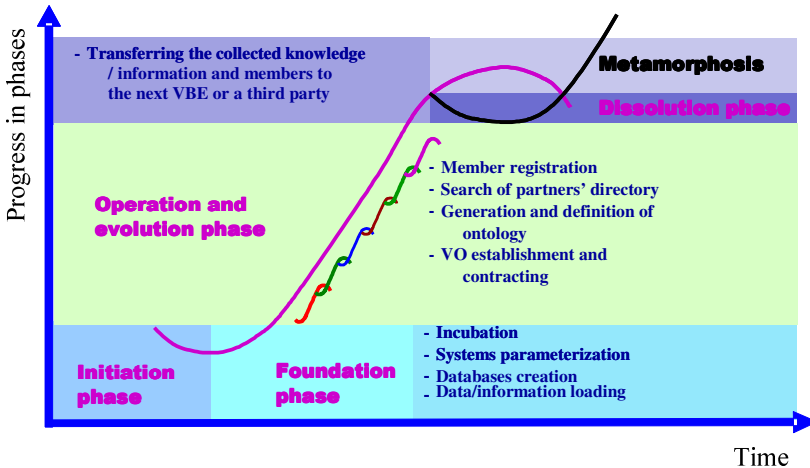 - Transferring the collected knowledge
/ information and members to
the next VBE or a third party
Metamorphosis
Dissolution phase
Progress in phases
Operation and
evolution phase
- Member registration
- Search of partners’ directory
- Generation and definition of
ontology
- VO establishment and
contracting
Initiation
phase
Foundation
phase
- Incubation
- Systems parameterization
- Databases creation
- Data/information loading
Time